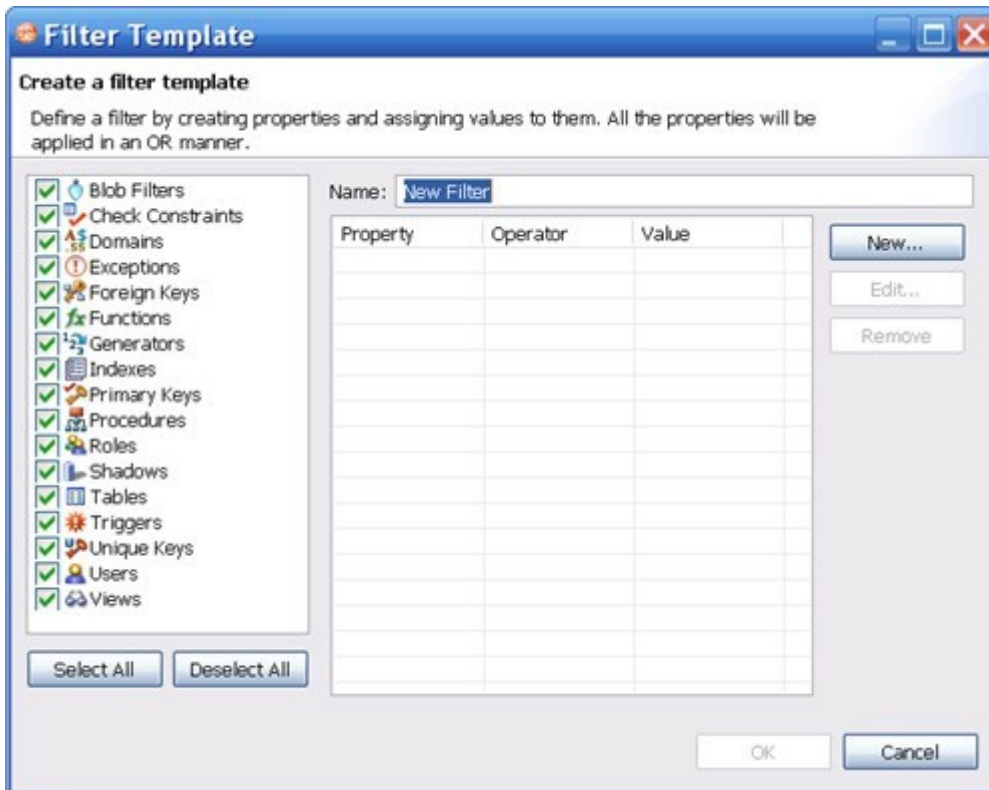 Filter Template
Create a filter template
Define a filter by creating properties and assigning values to them. All the properties will be
applied in an OR manner.
Blob Filters
Check Constraints
Domains
Exceptions
Foreign Keys
Functions
Generators
Indexes
Primary Keys
Procedures
Roles
Shadows
Tables
Triggers
Unique Keys
Users
Views
Select All Deselect All
Name: New Filter
Property Operator Value
New...
Edit...
Remove
OK Cancel